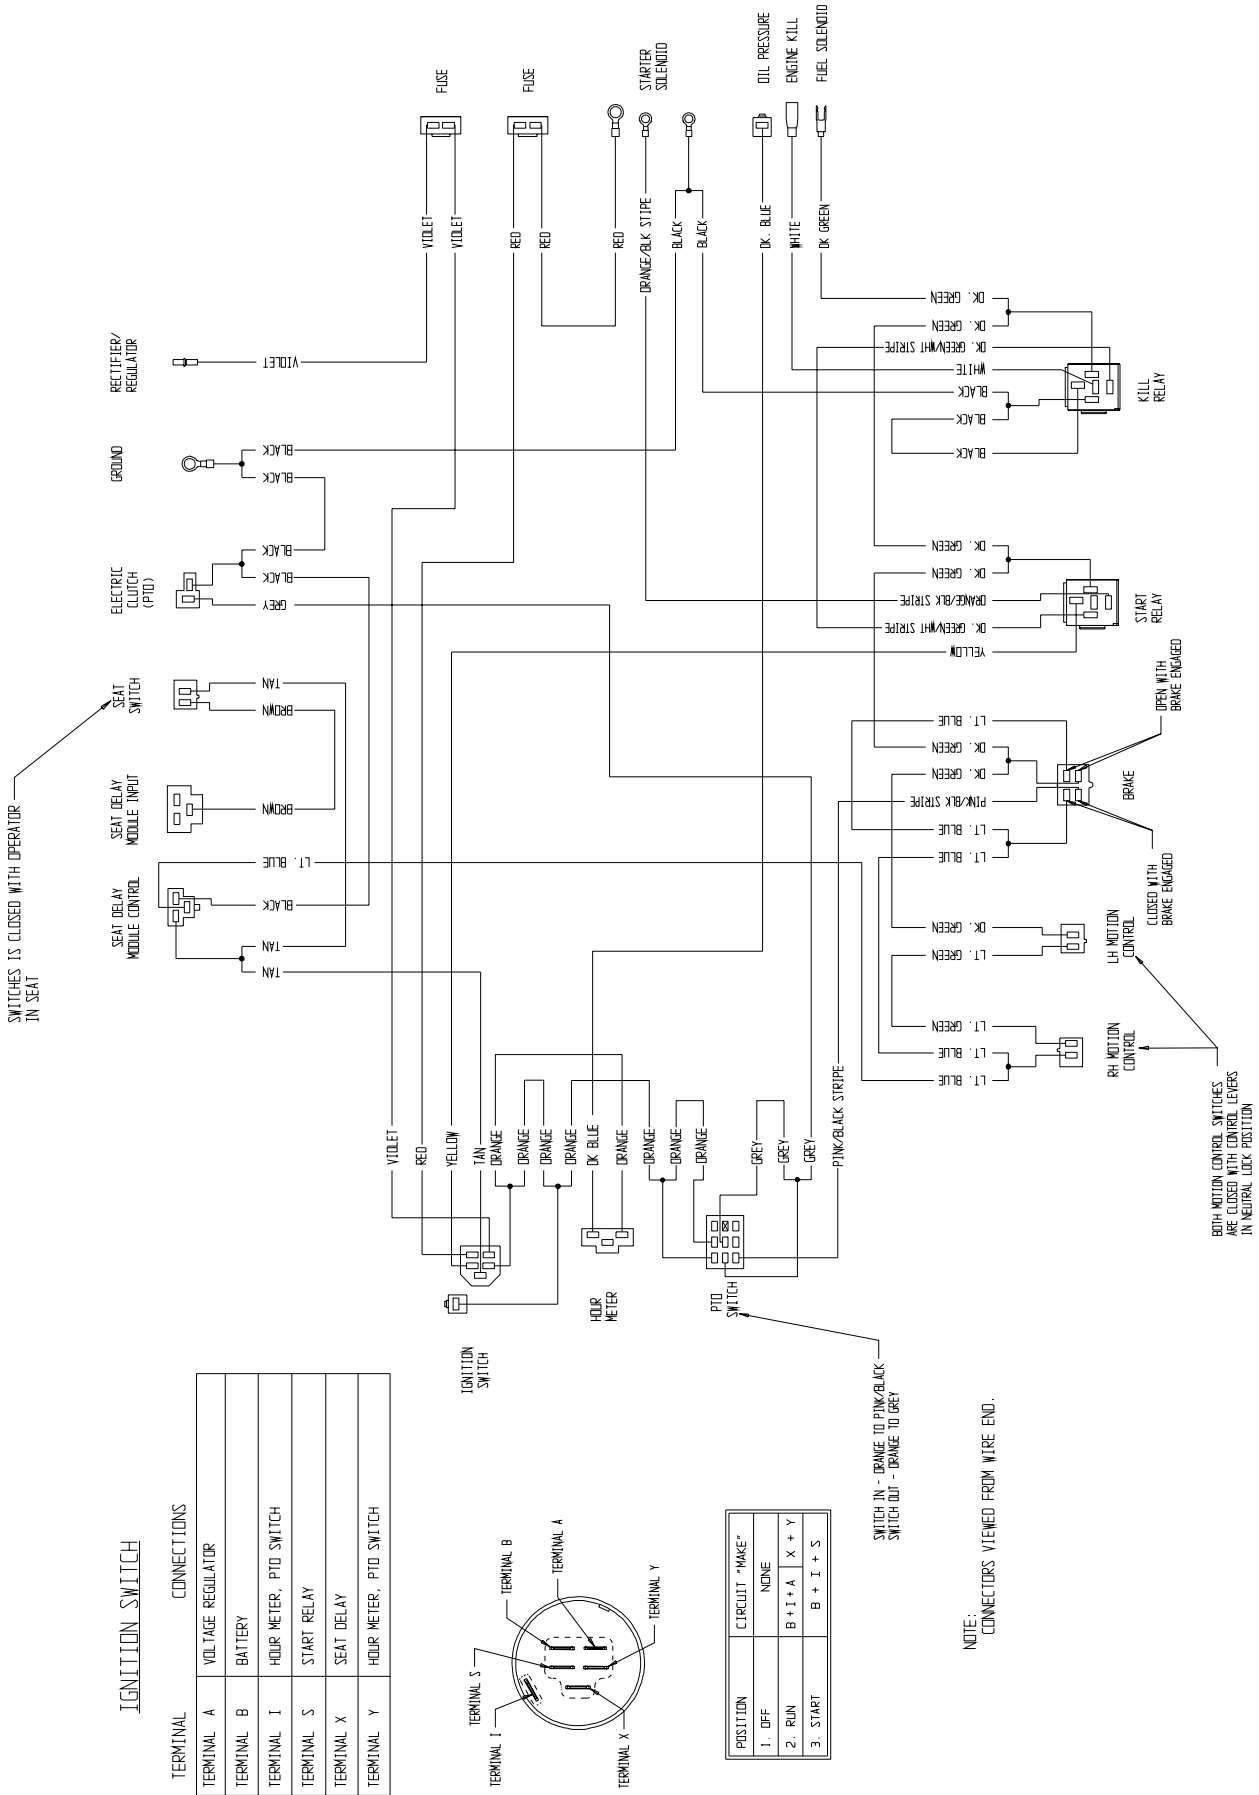 IGNITION SWITCH
TERMINAL CONNECTIONS
TERMINAL A VOLTAGE REGULATOR
TERMINAL B BATTERY
TERMINAL I HOUR METER, PTO SWITCH
TERMINAL S START RELAY
TERMINAL X SEAT DELAY
TERMINAL Y HOUR METER, PTO SWITCH
TERMINAL I
TERMINAL S
TERMINAL B
TERMINAL A
TERMINAL Y
TERMINAL X
POSITION CIRCUIT "MAKE"
1. OFF NONE
2. RUN B+I+A X + Y
3. START B + I + S
NOTE:
CONNECTORS VIEWED FROM WIRE END.
SWITCHES IS CLOSED WITH OPERATOR
IN SEAT
SEAT DELAY
MODULE CONTROL
SEAT DELAY
MODULE INPUT
SEAT
SWITCH
ELECTRIC
CLUTCH
(PTO)
GROUND
RECTIFIER/
REGULATOR
TAN
TAN
BLACK
LT. BLUE
BROWN
BROWN
TAN
GREY
BLACK
BLACK
BLACK
BLACK
VIOLET
IGNITION
SWITCH
HOUR
METER
PTO
SWITCH
SWITCH IN - ORANGE TO PINK/BLACK
SWITCH OUT - ORANGE TO GREY
VIOLET
RED
YELLOW
TAN
ORANGE
ORANGE
ORANGE
ORANGE
DK BLUE
ORANGE
ORANGE
ORANGE
ORANGE
GREY
GREY
GREY
PINK/BLACK STRIPE
VIOLET
VIOLET
RED
RED
RED
ORANGE/BLK STIPE
BLACK
BLACK
DK. BLUE
WHITE
DK GREEN
FUSE
FUSE
STARTER
SOLENOID
OIL PRESSURE
ENGINE KILL
FUEL SOLENOID
LT. BLUE
LT. BLUE
LT. GREEN
LT. GREEN
DK. GREEN
LT. BLUE
LT. BLUE
PINK/BLK STRIPE
DK. GREEN
DK. GREEN
LT. BLUE
YELLOW
DK. GREEN/WHT STRIPE
ORANGE/BLK STRIPE
DK. GREEN
DK. GREEN
BLACK
BLACK
BLACK
WHITE
DK. GREEN/WHT STRIPE
DK. GREEN
DK. GREEN
RH MOTION
CONTROL
LH MOTION
CONTROL
CLOSED WITH
BRAKE ENGAGED
BRAKE
OPEN WITH
BRAKE ENGAGED
START
RELAY
KILL
RELAY
BOTH MOTION CONTROL SWITCHES
ARE CLOSED WITH CONTROL LEVERS
IN NEUTRAL LOCK POSITION